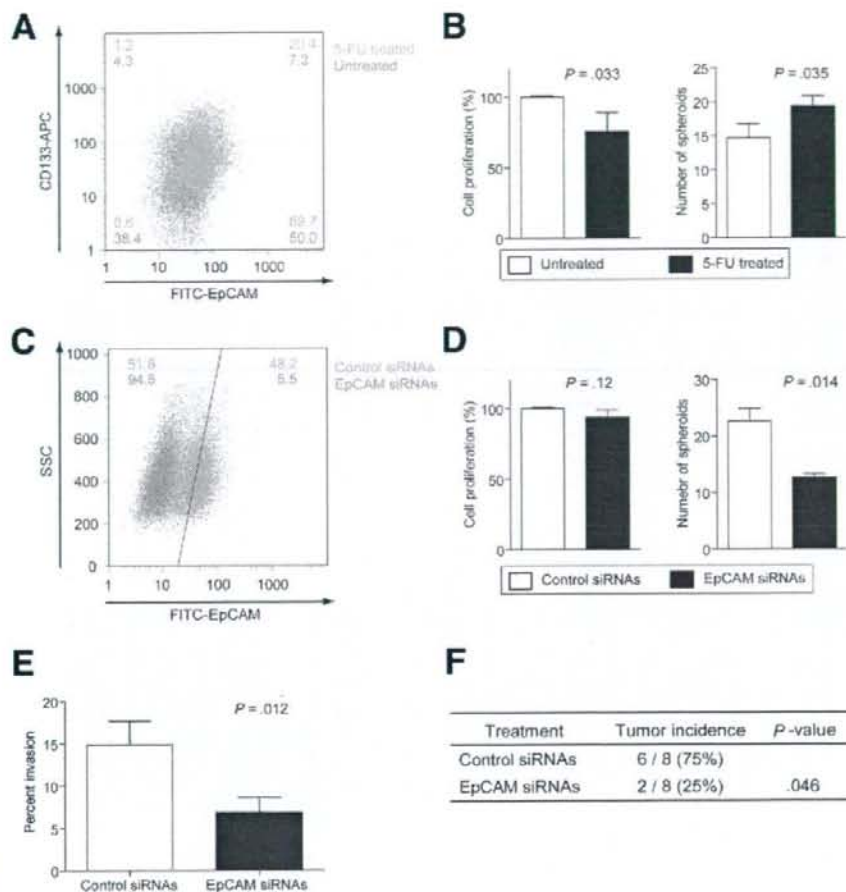 A
1.2 20.4 5-FU treated
4.3 7.3 Untreated
1000
100
10
1
CD133-APC
69.7
38.4 50.0
1 10 100 1000
FITC-EpCAM
B
P = .033
100
75
50
0
Cell proliferation (%)
P = .035
25
20
15
10
5
0
Number of spheroids
Untreated 5-FU treated
C
51.8 48.2 Control siRNAs
94.5 5.5 EpCAM siRNAs
1000
800
600
400
200
0
SSC
1 10 100 1000
FITC-EpCAM
D
P = .12
100
50
0
Cell proliferation (%)
P = .014
30
20
10
0
Numebr of spheroids
Control siRNAs EpCAM siRNAs
E
P = .012
20
15
10
5
0
Percent invasion
Control siRNAs EpCAM siRNAs
F
Treatment Tumor incidence P-value
Control siRNAs 6 / 8 (75%)
EpCAM siRNAs 2 / 8 (25%) .046